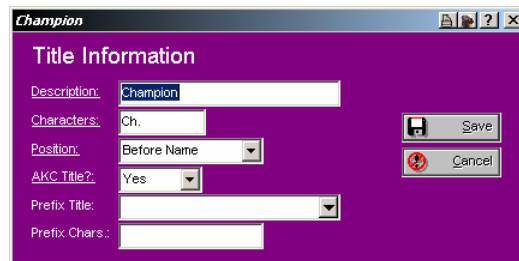 Champion
Title Information
Description: Champion
Characters: Ch.
Save
Position: Before Name
Cancel
AKC Title?: Yes
Prefix Title:
Prefix Chars.: